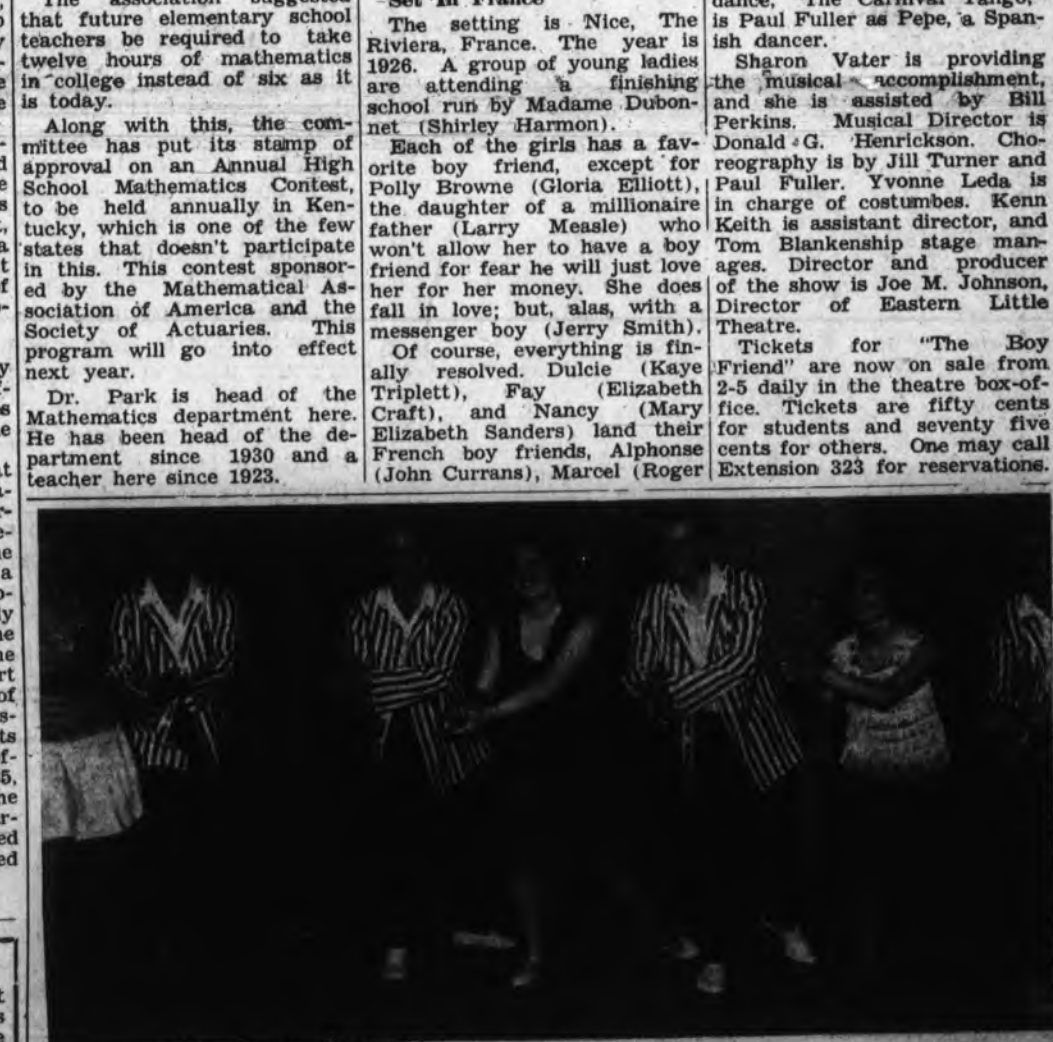 The association suggested
that future elementary school
teachers be required to take
twelve hours of mathematics
in college instead of six as it
is today.
Along with this, the com-
mittee has put its stamp of
approval on an Annual High
School Mathematics Contest,
to be held annually in Ken-
tucky, which is one of the few
states that doesn't participate
in this. This contest sponsor-
ed by the Mathematical As-
sociation of America and the
Society of Actuaries. This
program will go into effect
next year.
Dr. Park is head of the
Mathematics department here.
He has been head of the de-
partment since 1930 and a
teacher here since 1923.
Set In France
The setting is Nice, The
Riviera, France. The year is
1926. A group of young ladies
are attending a finishing
school run by Madame Dubon-
net (Shirley Harmon).
Each of the girls has a fav-
orite boy friend, except for
Polly Browne (Gloria Elliott),
the daughter of a millionaire
father (Larry Measle) who
won't allow her to have a boy
friend for fear he will just love
her for her money. She does
fall in love; but, alas, with a
messenger boy (Jerry Smith).
Of course, everything is fin-
ally resolved. Dulcie (Kaye
Triplett), Fay (Elizabeth
Craft), and Nancy (Mary
Elizabeth Sanders) land their
French boy friends, Alphonse
(John Currans), Marcel (Roger
dance, "The Carnival Tango,"
is Paul Fuller as Pepe, a Span-
ish dancer.
Sharon Vater is providing
the musical accomplishment,
and she is assisted by Bill
Perkins. Musical Director is
Donald G. Henrickson. Cho-
reography is by Jill Turner and
Paul Fuller. Yvonne Leda is
in charge of costumbes. Kenn
Keith is assistant director, and
Tom Blankenship stage man-
ages. Director and producer
of the show is Joe M. Johnson,
Director of Eastern Little
Theatre.
Tickets for "The Boy
Friend" are now on sale from
2-5 daily in the theatre box-of-
fice. Tickets are fifty cents
for students and seventy five
cents for others. One may call
Extension 323 for reservations.